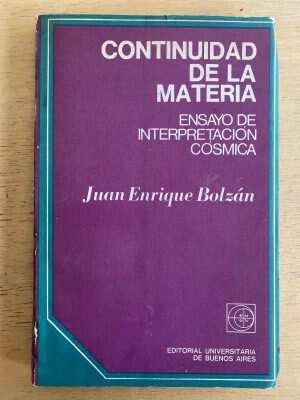 CONTINUIDAD
DE LA
MATERIA
ENSAYO DE
INTERPRETACIÓN
CÓSMICA
Juan Enrique Bolzán
EDITORIAL UNIVERSITARIA
DE BUENOS AIRES